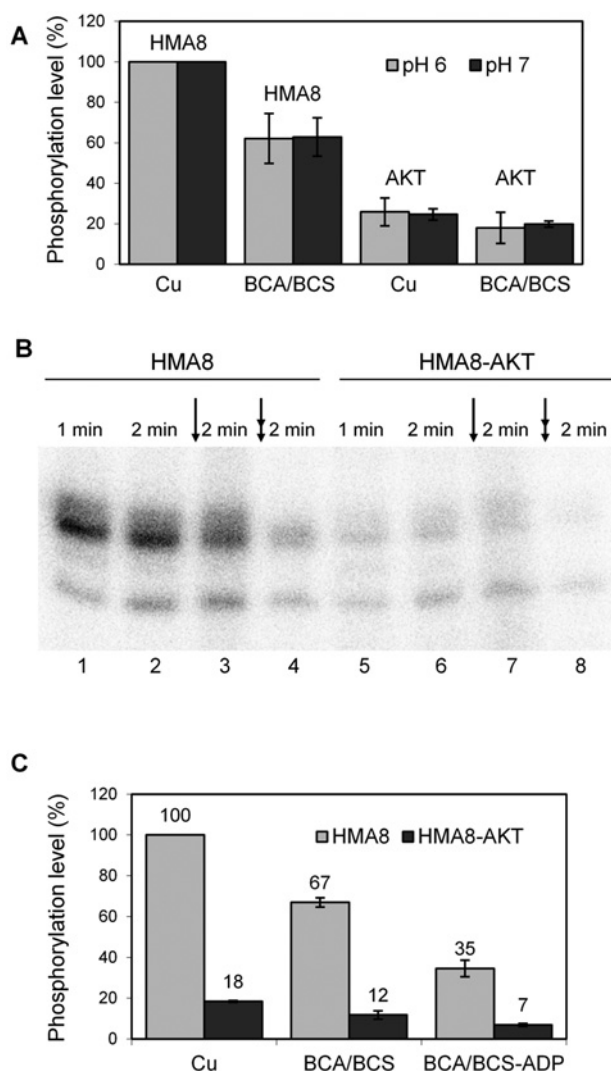 A
Phosphorylation level (%)
120
100
80
60
40
20
0
HMA8
HMA8
AKT
AKT
pH 6
pH 7
Cu
BCA/BCS
Cu
BCA/BCS
B
HMA8
HMA8-AKT
1 min 2 min 2 min 2 min 1 min 2 min 2 min 2 min
1 2 3 4 5 6 7 8
C
Phosphorylation level (%)
120
100
80
60
40
20
0
HMA8
HMA8-AKT
100
18
67
12
35
7
Cu
BCA/BCS
BCA/BCS-ADP